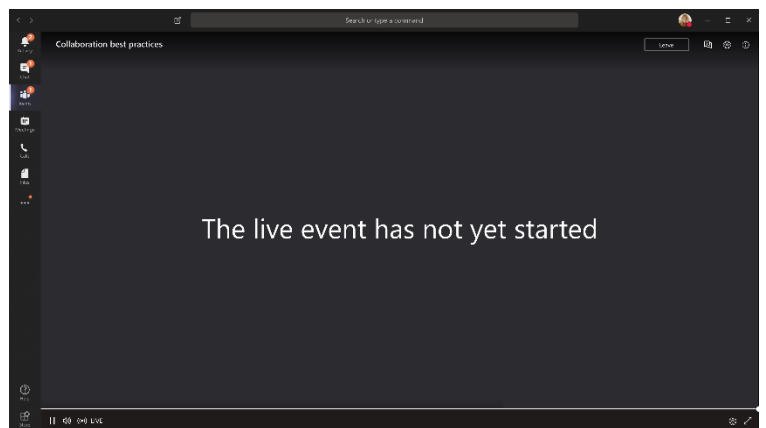 Search or type a command
Activity
Collaboration best practices
Leave
Chat
Teams
Meetings
Calls
Files
The live event has not yet started
Help
LIVE
Store